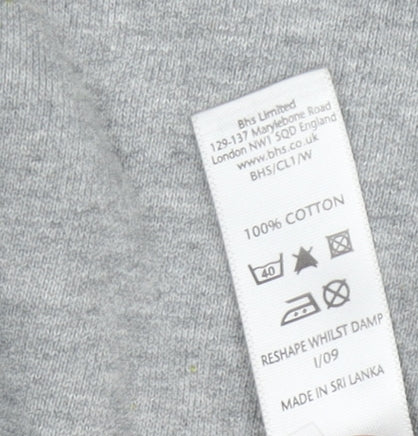 Bhs Limited
129-137 Marylebone Road
London NW1 5QD England
www.bhs.co.uk
BHS/CL1/W
100% COTTON
40
RESHAPE WHILST DAMP
1/09
MADE IN SRI LANKA